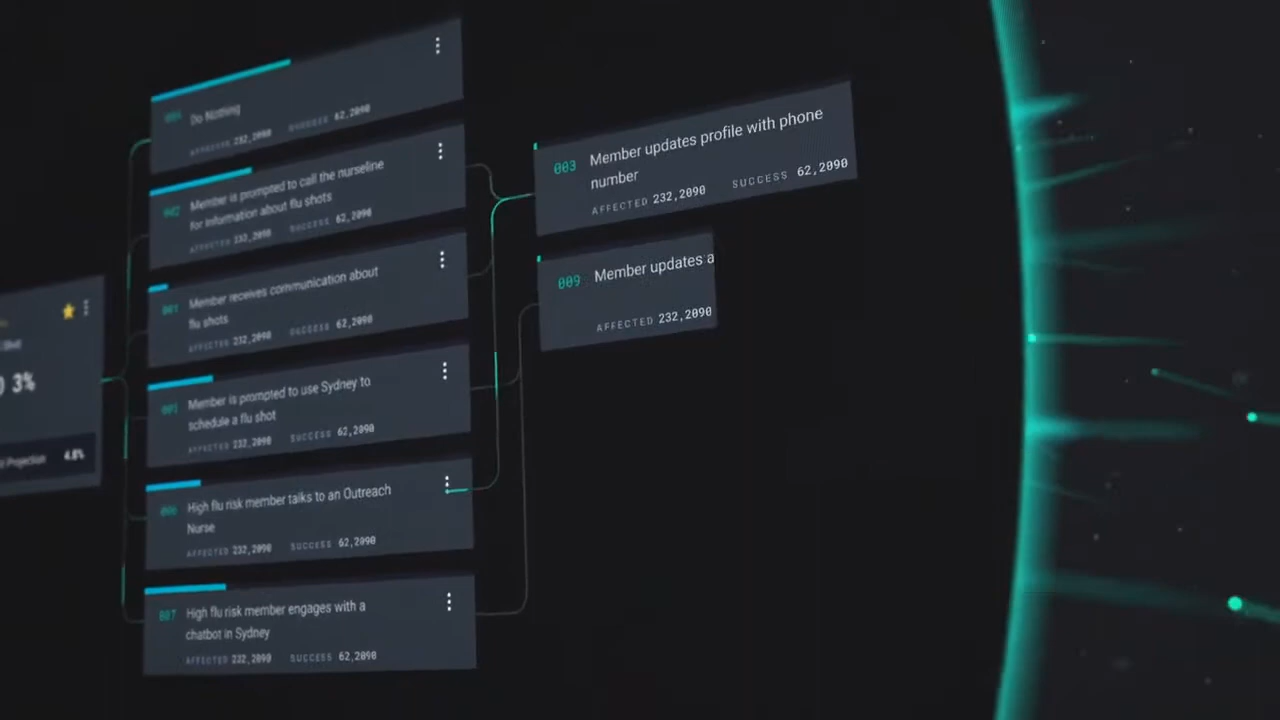 3%
Projection 4.8%
004 Do Nothing
AFFECTED 232,2090 SUCCESS 62,2090
002 Member is prompted to call the nurseline
for information about flu shots
AFFECTED 232,2090 SUCCESS 62,2090
001 Member receives communication about
flu shots
AFFECTED 232,2090 SUCCESS 62,2090
Member is prompted to use Sydney to
schedule a flu shot
AFFECTED 232,2090 SUCCESS 62,2090
006 High flu risk member talks to an Outreach
Nurse
AFFECTED 232,2090 SUCCESS 62,2090
007 High flu risk member engages with a
chatbot in Sydney
AFFECTED 232,2090 SUCCESS 62,2090
003 Member updates profile with phone
number
AFFECTED 232,2090 SUCCESS 62,2090
009 Member updates a
AFFECTED 232,2090